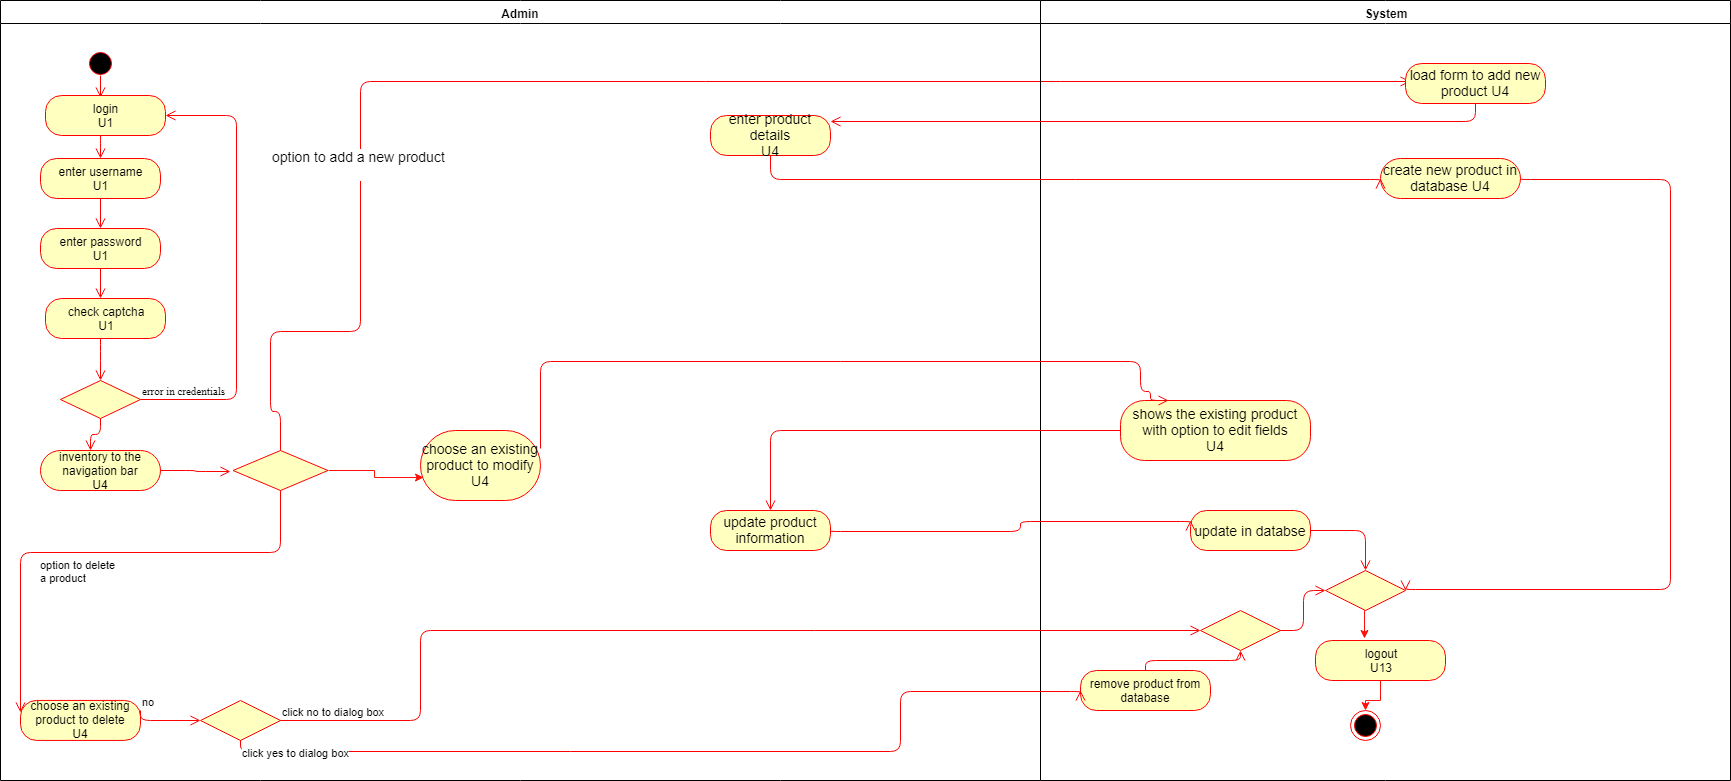 Admin
System
login
U1
enter username
U1
enter password
U1
check captcha
U1
error in credentials
inventory to the
navigation bar
U4
option to add a new product
load form to add new
product U4
enter product
details
U4
create new product in
database U4
choose an existing
product to modify
U4
shows the existing product
with option to edit fields
U4
update product
information
update in databse
option to delete
a product
choose an existing
product to delete
U4
no
click no to dialog box
click yes to dialog box
remove product from
database
logout
U13